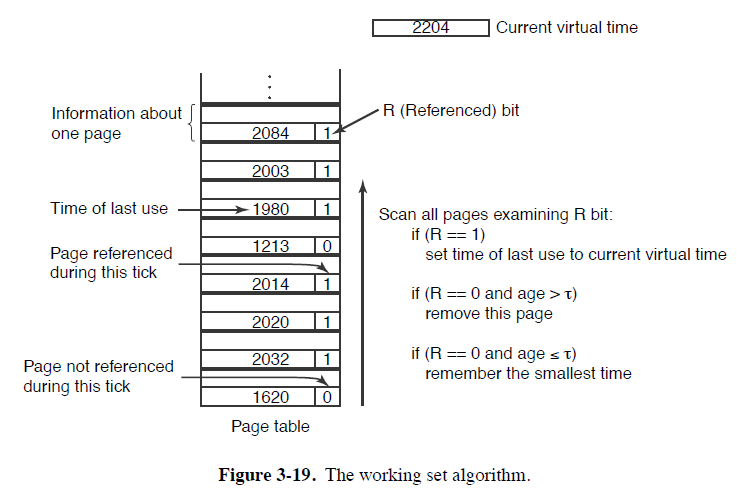 2204 Current virtual time
Information about
one page
R (Referenced) bit
2084 1
2003 1
Time of last use
1980 1
Scan all pages examining R bit:
if (R == 1)
set time of last use to current virtual time
1213 0
Page referenced
during this tick
2014 1
if (R == 0 and age > τ)
remove this page
2020 1
2032 1
if (R == 0 and age ≤ τ)
remember the smallest time
Page not referenced
during this tick
1620 0
Page table
Figure 3-19. The working set algorithm.